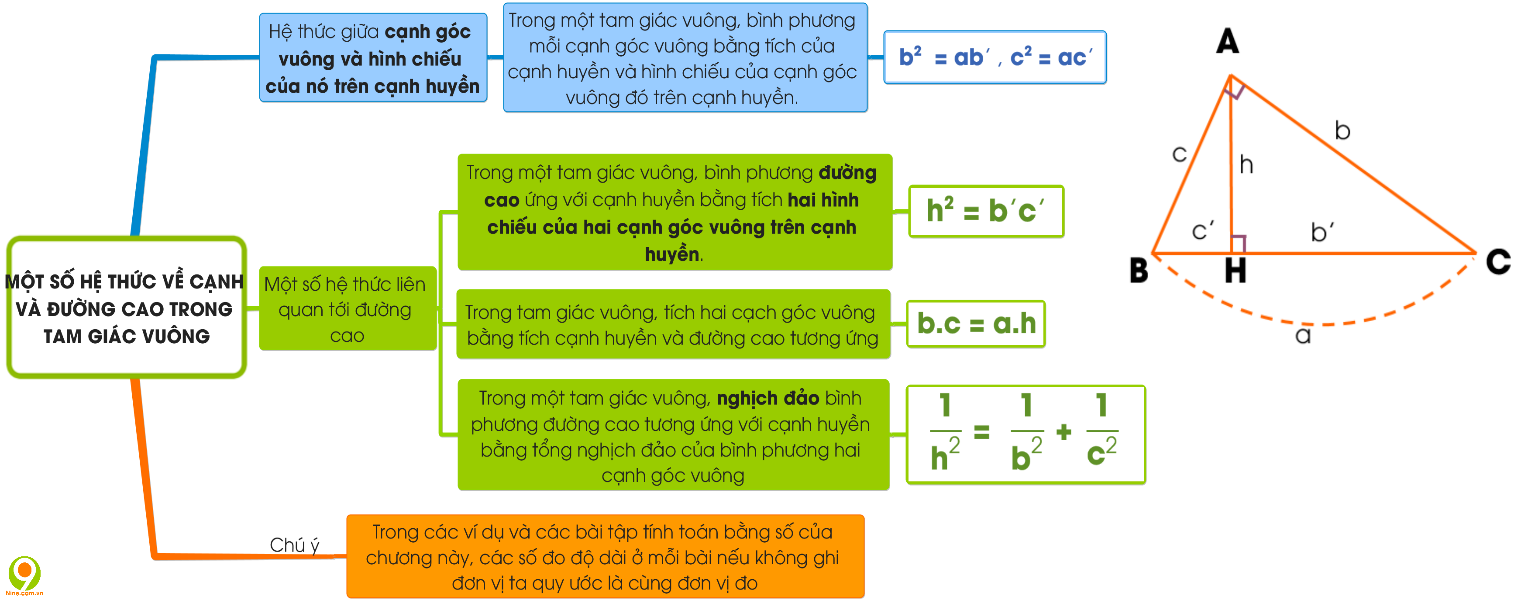 MỘT SỐ HỆ THỨC VỀ CẠNH
VÀ ĐƯỜNG CAO TRONG
TAM GIÁC VUÔNG
Hệ thức giữa cạnh góc
vuông và hình chiếu
của nó trên cạnh huyền
Trong một tam giác vuông, bình phương
mỗi cạnh góc vuông bằng tích của
cạnh huyền và hình chiếu của cạnh góc
vuông đó trên cạnh huyền.
b² = ab′ , c² = ac′
Một số hệ thức liên
quan tới đường
cao
Trong một tam giác vuông, bình phương đường
cao ứng với cạnh huyền bằng tích hai hình
chiếu của hai cạnh góc vuông trên cạnh
huyền.
h² = b′c′
Trong tam giác vuông, tích hai cạch góc vuông
bằng tích cạnh huyền và đường cao tương ứng
b.c = a.h
Trong một tam giác vuông, nghịch đảo bình
phương đường cao tương ứng với cạnh huyền
bằng tổng nghịch đảo của bình phương hai
cạnh góc vuông
1/h² = 1/b² + 1/c²
Chú ý
Trong các ví dụ và các bài tập tính toán bằng số của
chương này, các số đo độ dài ở mỗi bài nếu không ghi
đơn vị ta quy ước là cùng đơn vị đo
A
c
h
b
c′
b′
B
H
C
a
9
Nine.com.vn